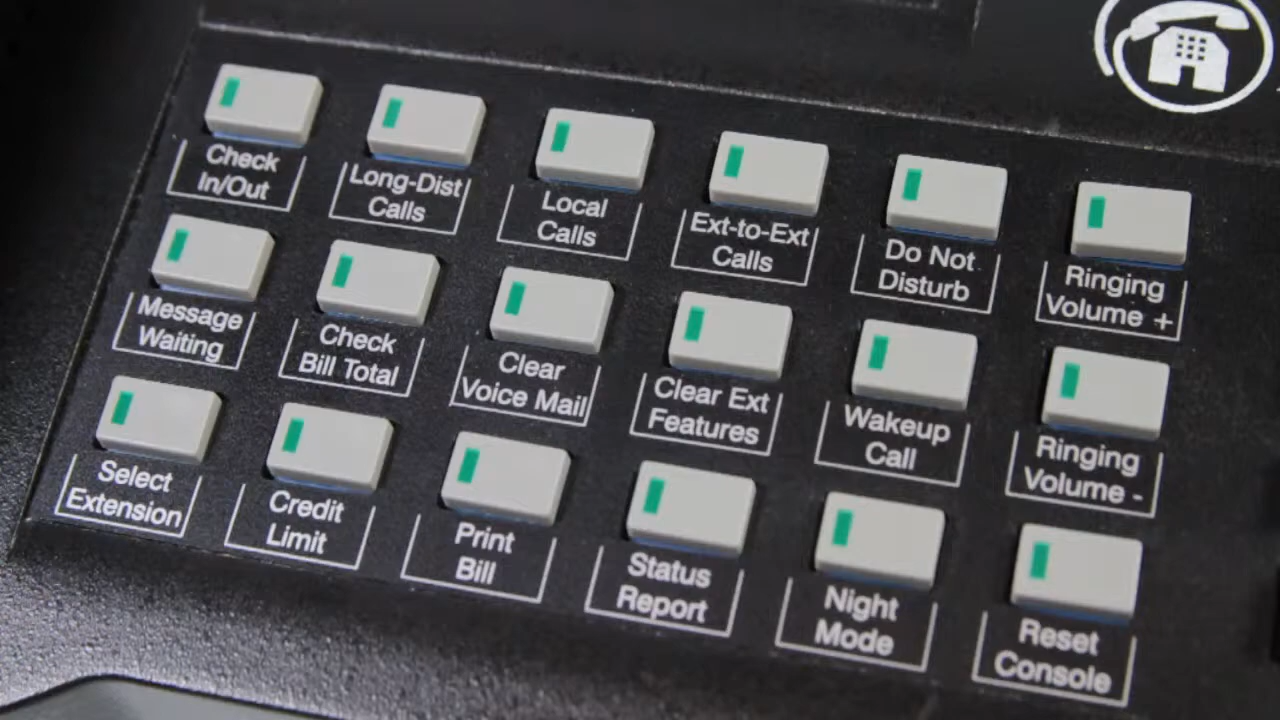 Check
In/Out
Long-Dist
Calls
Local
Calls
Ext-to-Ext
Calls
Do Not
Disturb
Ringing
Volume +
Message
Waiting
Check
Bill Total
Clear
Voice Mail
Clear Ext
Features
Wakeup
Call
Ringing
Volume -
Select
Extension
Credit
Limit
Print
Bill
Status
Report
Night
Mode
Reset
Console